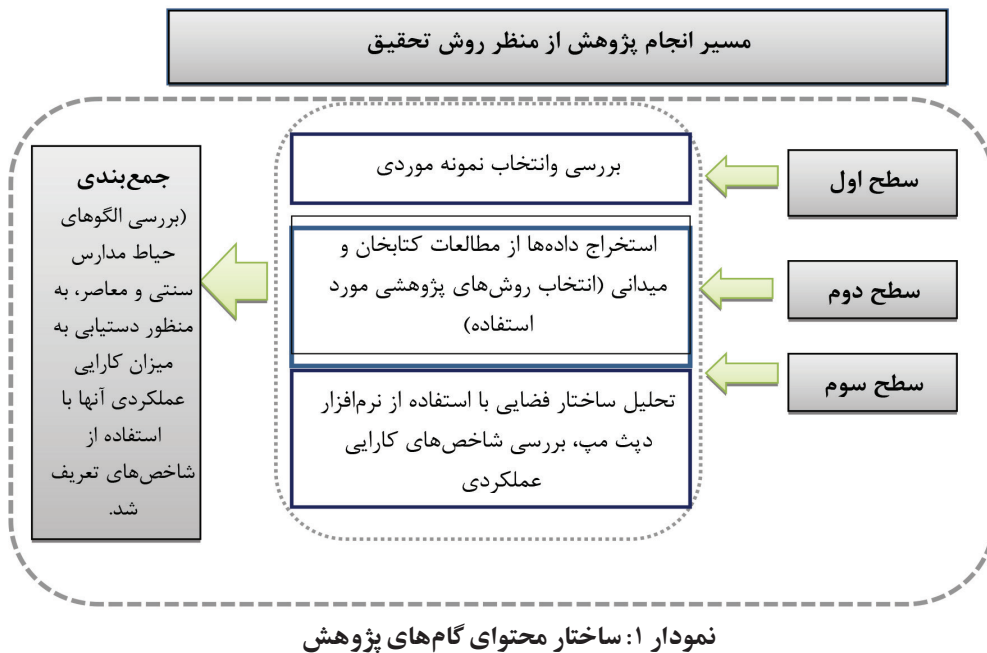 مسیر انجام پژوهش از منظر روش تحقیق
سطح اول
بررسی وانتخاب نمونه موردی
سطح دوم
استخراج داده‌ها از مطالعات کتابخان و
میدانی (انتخاب روش‌های پژوهشی مورد
استفاده)
سطح سوم
تحلیل ساختار فضایی با استفاده از نرم‌افزار
دپث مپ، بررسی شاخص‌های کارایی
عملکردی
جمع‌بندی
(بررسی الگوهای
حیاط مدارس
سنتی و معاصر، به
منظور دستیابی به
میزان کارایی
عملکردی آنها با
استفاده از
شاخص‌های تعریف
شد.
نمودار ۱: ساختار محتوای گام‌های پژوهش